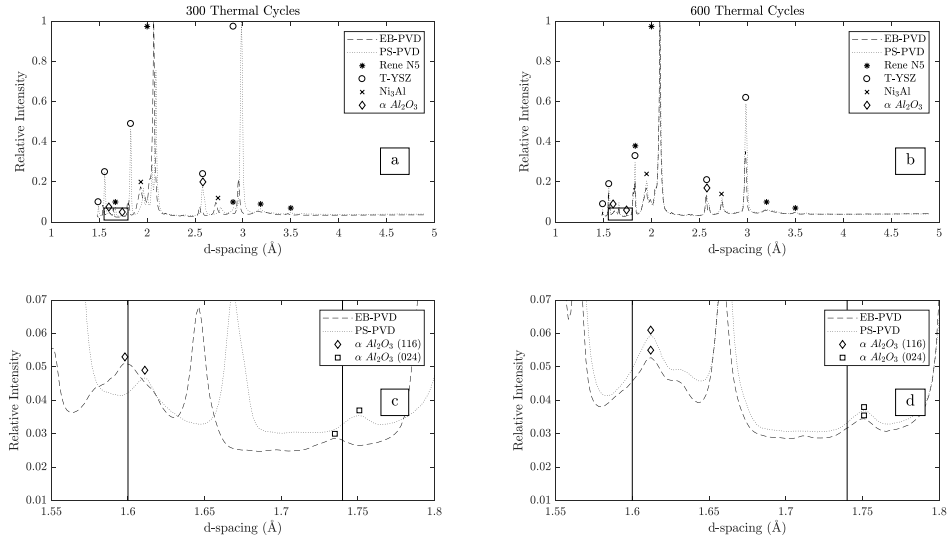 300 Thermal Cycles
Relative Intensity
1
0.8
0.6
0.4
0.2
0
1 1.5 2 2.5 3 3.5 4 4.5 5
d-spacing (Å)
EB-PVD
PS-PVD
Rene N5
T-YSZ
Ni₃Al
α Al₂O₃
a
600 Thermal Cycles
Relative Intensity
1
0.8
0.6
0.4
0.2
0
1 1.5 2 2.5 3 3.5 4 4.5 5
d-spacing (Å)
EB-PVD
PS-PVD
Rene N5
T-YSZ
Ni₃Al
α Al₂O₃
b
Relative Intensity
0.07
0.06
0.05
0.04
0.03
0.02
0.01
1.55 1.6 1.65 1.7 1.75 1.8
d-spacing (Å)
EB-PVD
PS-PVD
α Al₂O₃ (116)
α Al₂O₃ (024)
c
Relative Intensity
0.07
0.06
0.05
0.04
0.03
0.02
0.01
1.55 1.6 1.65 1.7 1.75 1.8
d-spacing (Å)
EB-PVD
PS-PVD
α Al₂O₃ (116)
α Al₂O₃ (024)
d